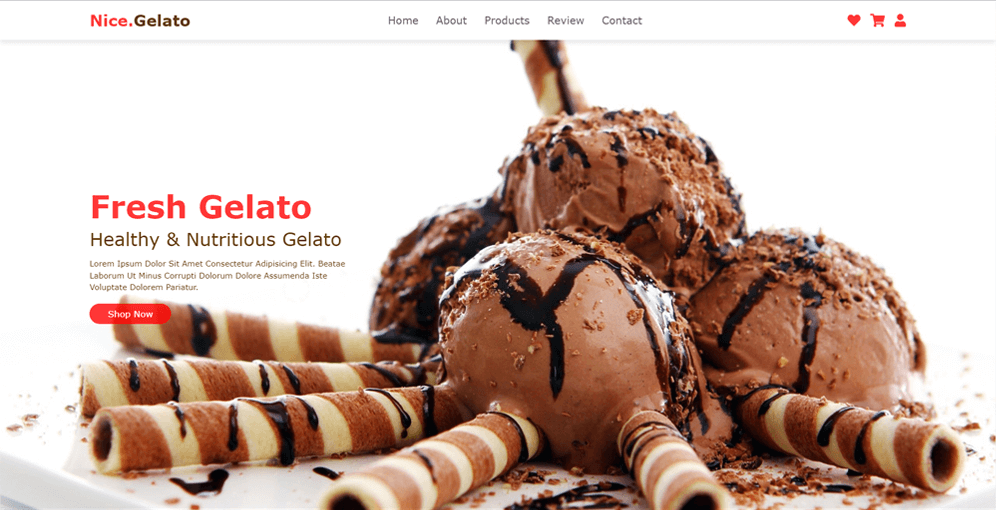 Nice.Gelato
Home About Products Review Contact
Fresh Gelato
Healthy & Nutritious Gelato
Lorem Ipsum Dolor Sit Amet Consectetur Adipisicing Elit. Beatae
Laborum Ut Minus Corrupti Dolorum Dolore Assumenda Iste
Voluptate Dolorem Pariatur.
Shop Now